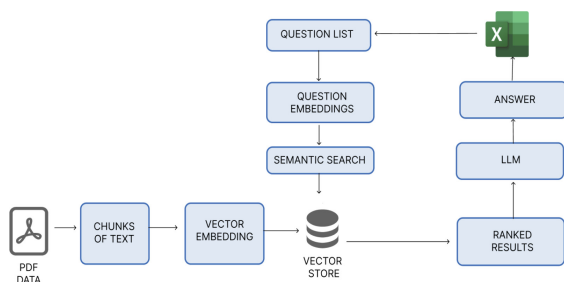 QUESTION LIST
X
QUESTION
EMBEDDINGS
ANSWER
SEMANTIC SEARCH
LLM
CHUNKS
OF TEXT
VECTOR
EMBEDDING
RANKED
RESULTS
PDF
DATA
VECTOR
STORE